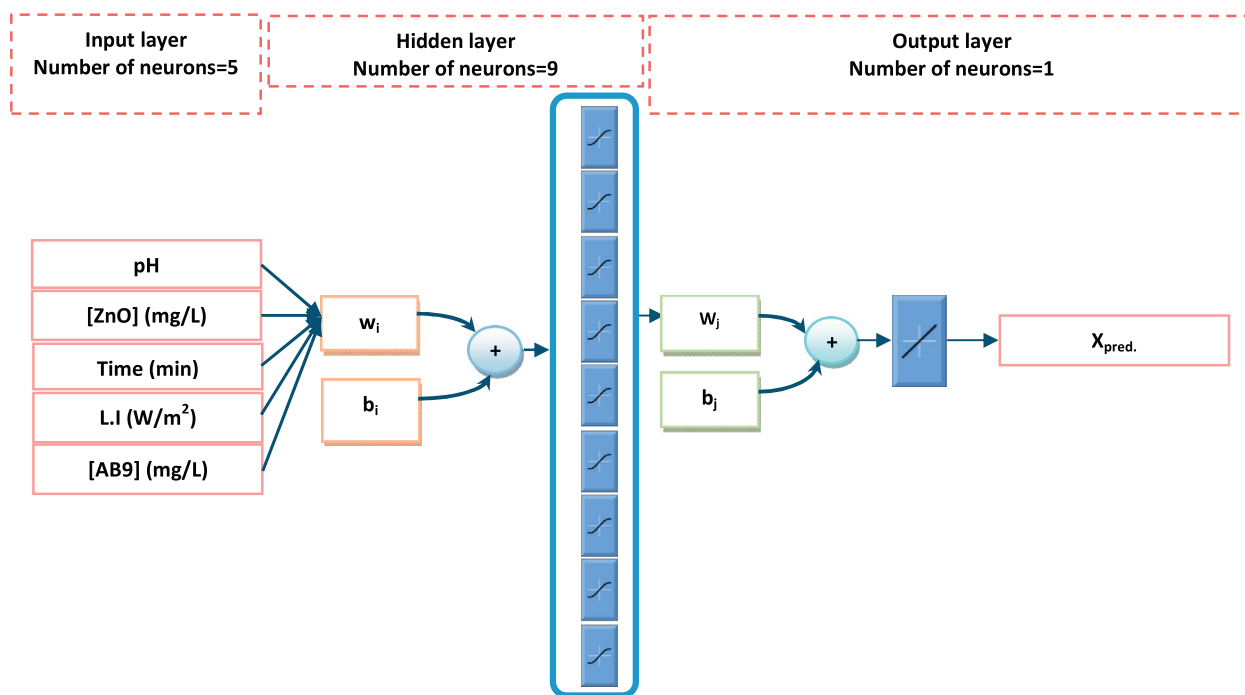 Input layer
Number of neurons=5
Hidden layer
Number of neurons=9
Output layer
Number of neurons=1
pH
[ZnO] (mg/L)
Time (min)
L.I (W/m²)
[AB9] (mg/L)
wᵢ
bᵢ
+
wⱼ
bⱼ
+
X_pred.